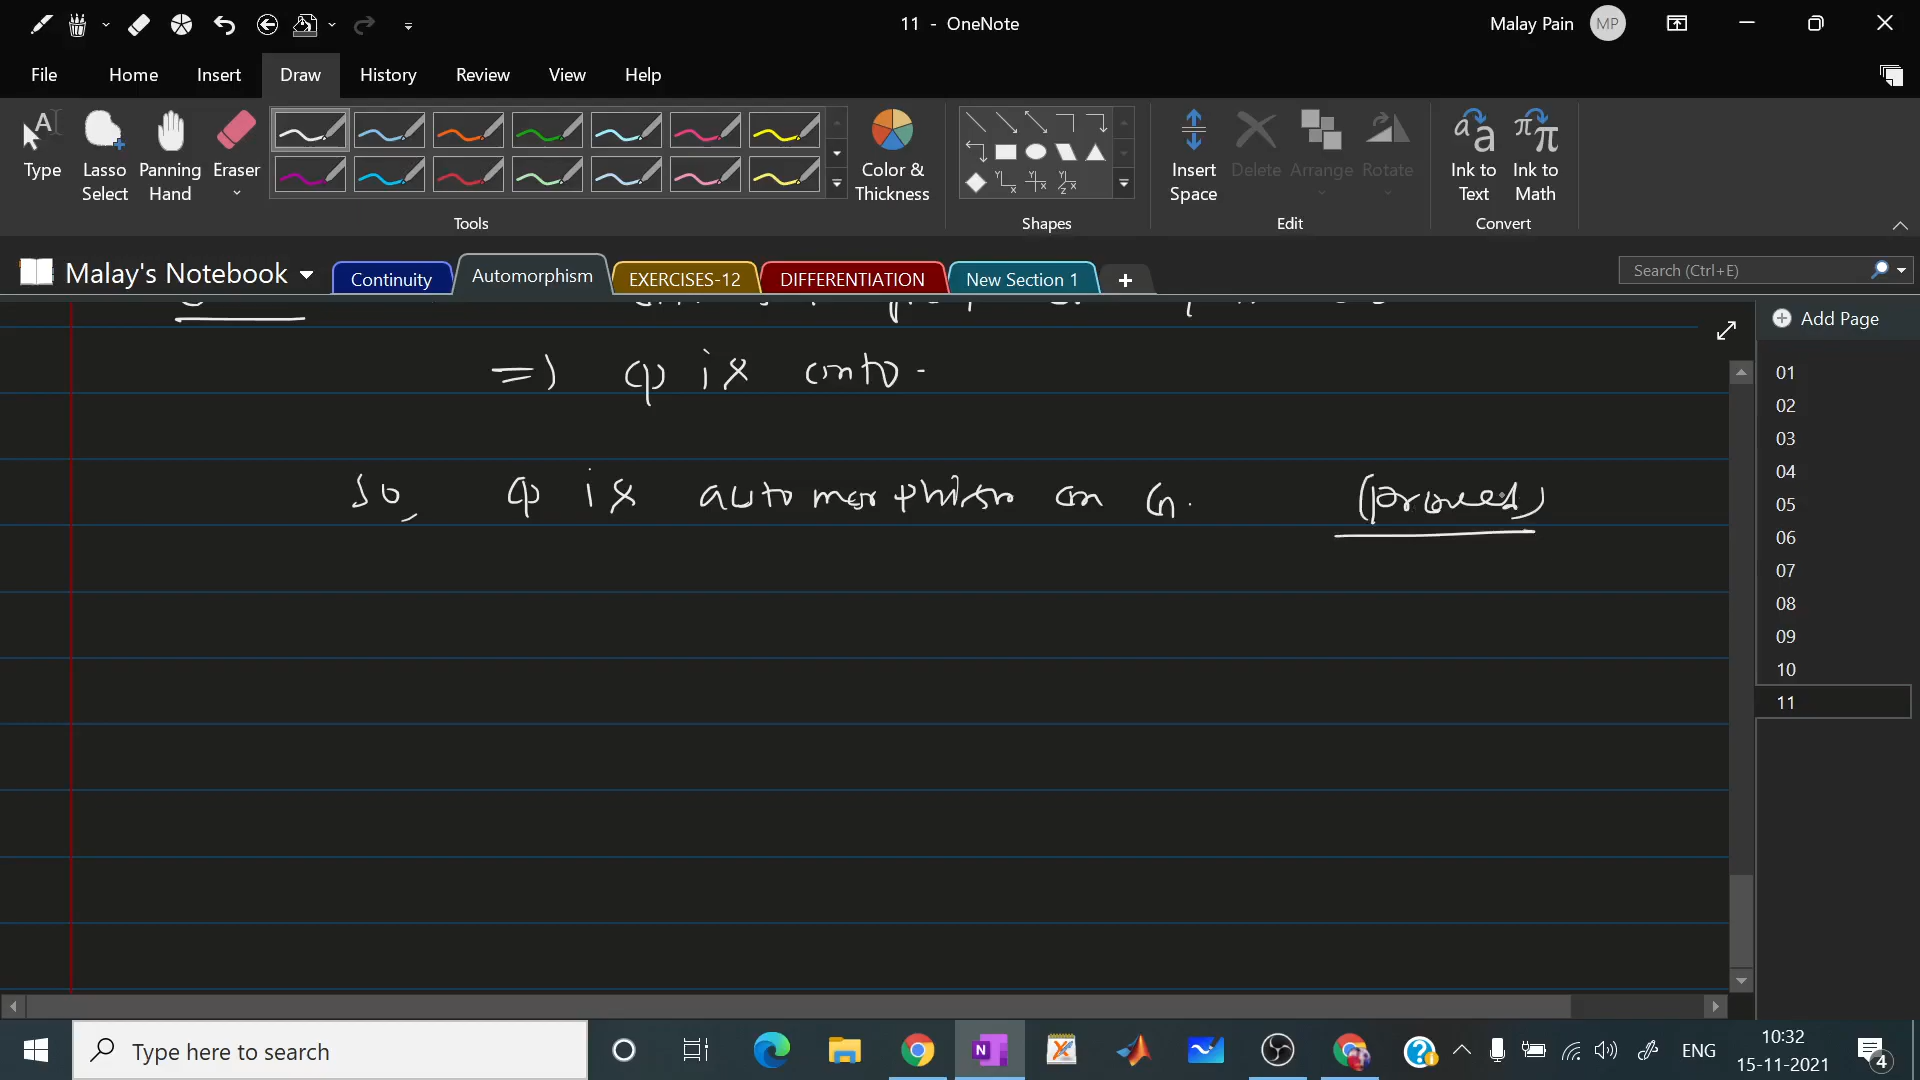 11 - OneNote
Malay Pain MP
File Home Insert Draw History Review View Help
Type
Lasso Select
Panning Hand
Eraser
Color & Thickness
Insert Space
Delete
Arrange
Rotate
Ink to Text
Ink to Math
Tools Shapes Edit Convert
Malay's Notebook Continuity Automorphism EXERCISES-12 DIFFERENTIATION New Section 1 +
Search (Ctrl+E)
Add Page
01
02
03
04
05
06
07
08
09
10
11
=> φ is onto.
So, φ is automorphism on G. (proved)
Type here to search
ENG
10:32
15-11-2021
4